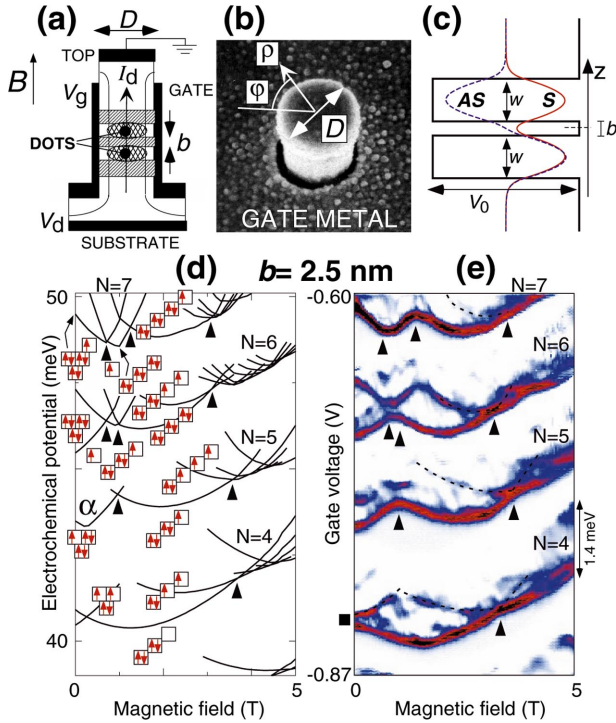 (a)
D
TOP
B
I_d
V_g
GATE
DOTS
b
V_d
SUBSTRATE
(b)
ρ
φ
D
GATE METAL
(c)
z
AS
w
S
b
w
V_0
(d)
b= 2.5 nm
(e)
50
N=7
N=6
N=5
α
N=4
40
Electrochemical potential (meV)
0
5
Magnetic field (T)
-0.60
N=7
N=6
N=5
N=4
1.4 meV
Gate voltage (V)
-0.87
0
5
Magnetic field (T)